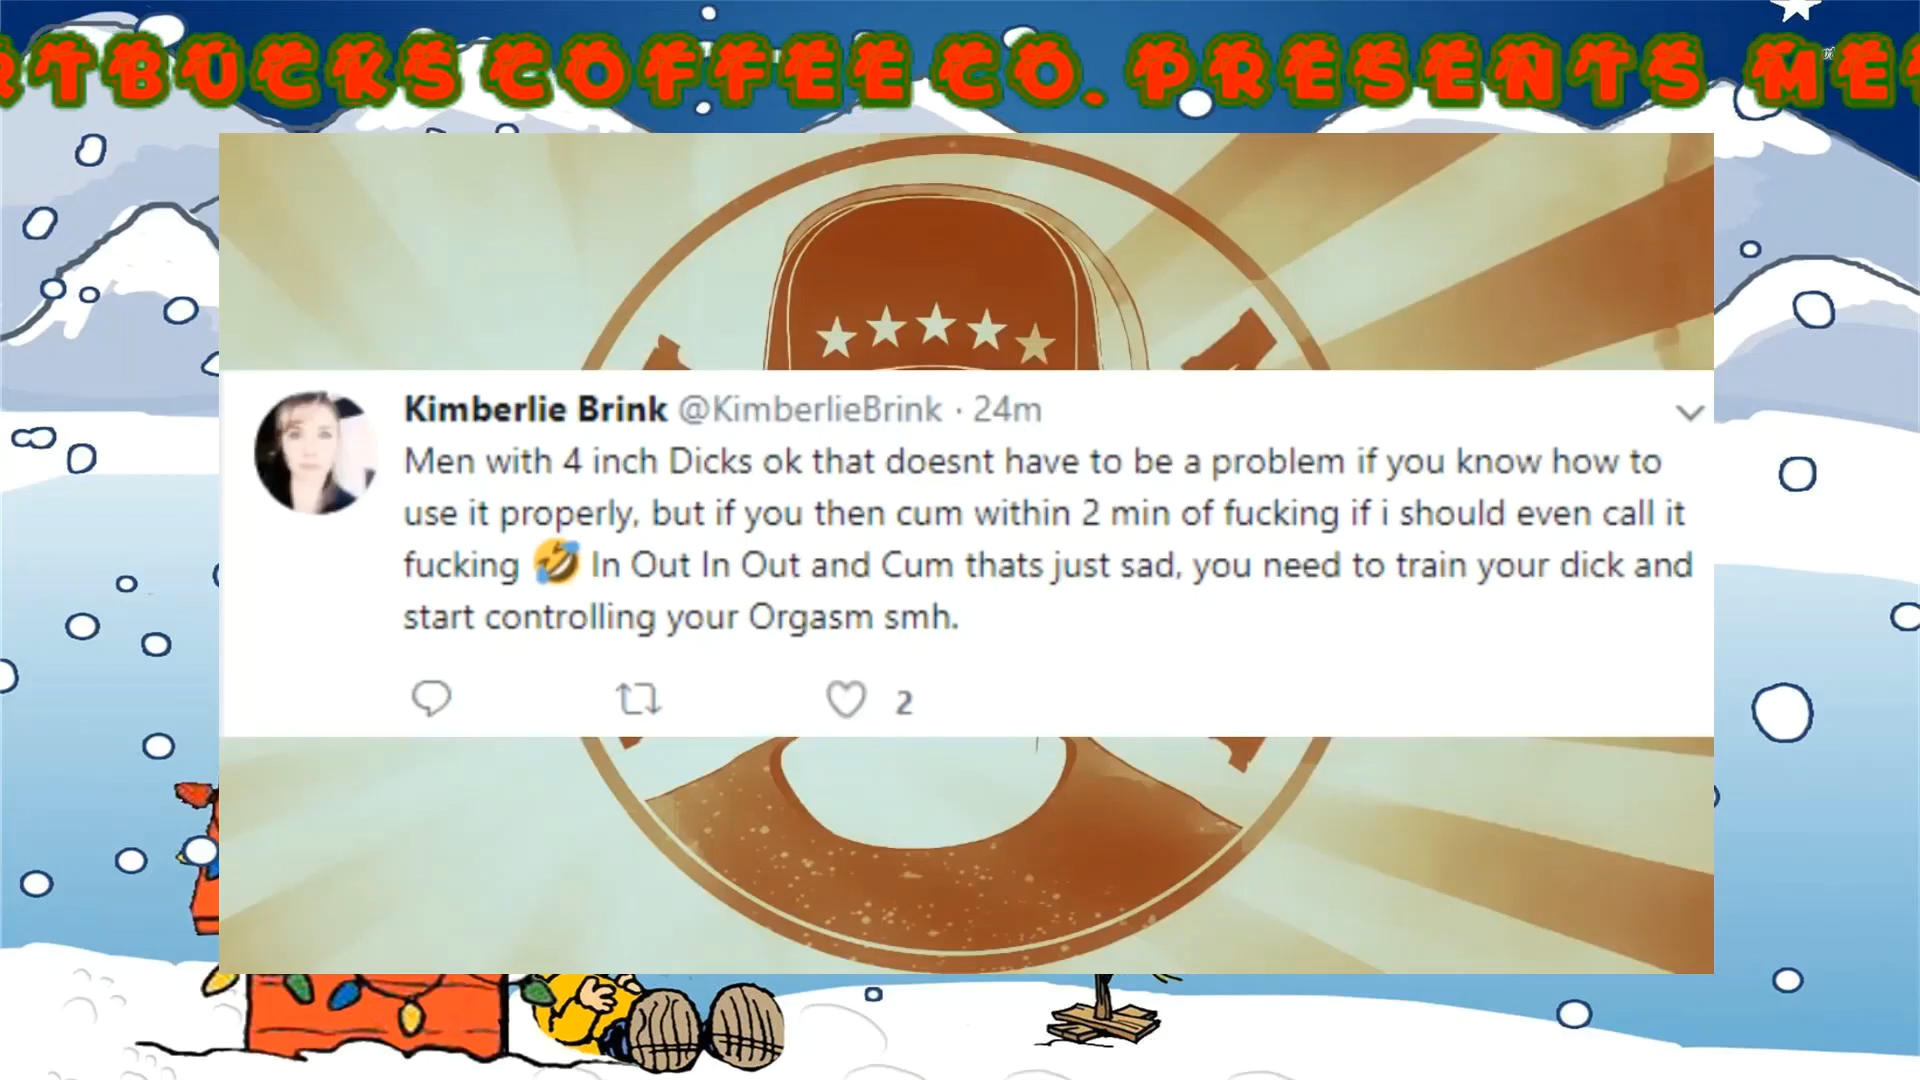 RTBUCKS COFFEE CO. PRESENTS ME
Kimberlie Brink @KimberlieBrink · 24m
Men with 4 inch Dicks ok that doesnt have to be a problem if you know how to
use it properly, but if you then cum within 2 min of fucking if i should even call it
fucking 🤣 In Out In Out and Cum thats just sad, you need to train your dick and
start controlling your Orgasm smh.
2